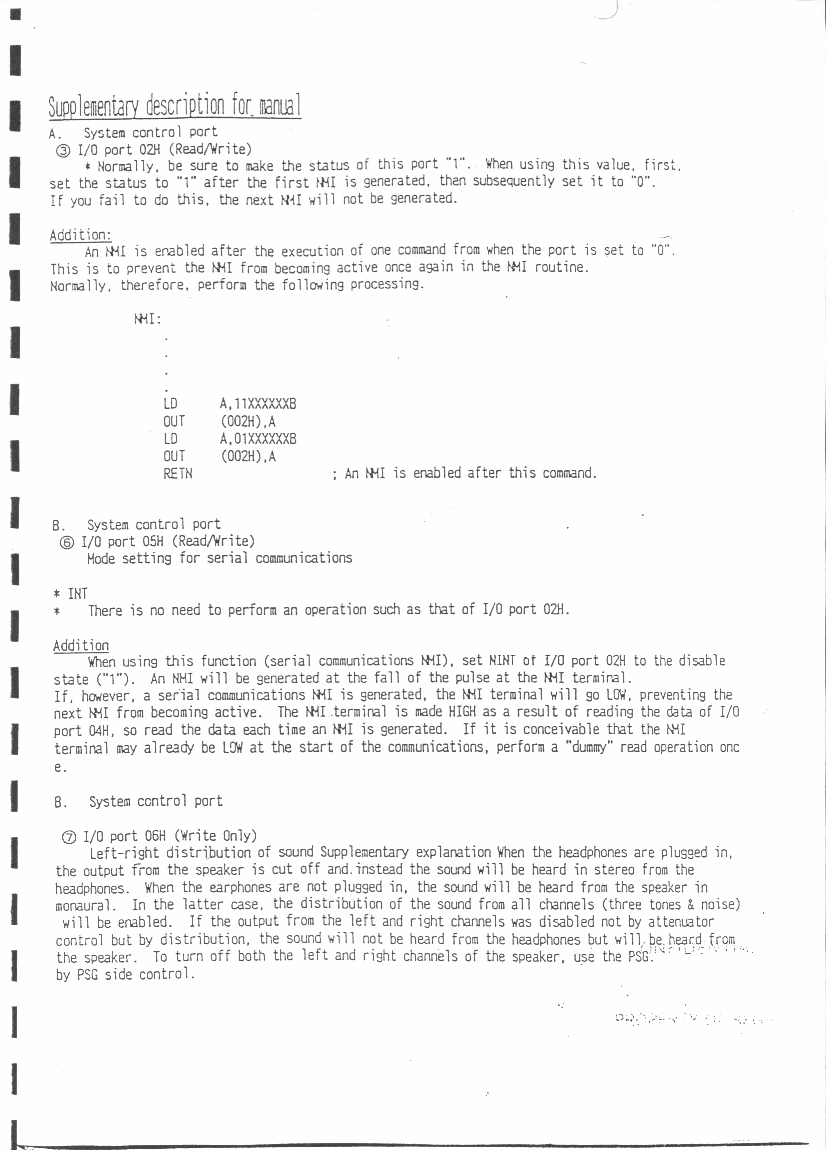 Supplementary description for manual
A. System control port
③ I/O port 02H (Read/Write)
* Normally, be sure to make the status of this port "1". When using this value, first,
set the status to "1" after the first NMI is generated, then subsequently set it to "0".
If you fail to do this, the next NMI will not be generated.
Addition:
An NMI is enabled after the execution of one command from when the port is set to "0".
This is to prevent the NMI from becoming active once again in the NMI routine.
Normally, therefore, perform the following processing.
NMI:
.
.
.
.
LD A,11XXXXXXB
OUT (002H),A
LD A,01XXXXXXB
OUT (002H),A
RETN ; An NMI is enabled after this command.
B. System control port
⑥ I/O port 05H (Read/Write)
Mode setting for serial communications
* INT
* There is no need to perform an operation such as that of I/O port 02H.
Addition
When using this function (serial communications NMI), set NINT of I/O port 02H to the disable
state ("1"). An NMI will be generated at the fall of the pulse at the NMI terminal.
If, however, a serial communications NMI is generated, the NMI terminal will go LOW, preventing the
next NMI from becoming active. The NMI terminal is made HIGH as a result of reading the data of I/O
port 04H, so read the data each time an NMI is generated. If it is conceivable that the NMI
terminal may already be LOW at the start of the communications, perform a "dummy" read operation onc
e.
B. System control port
⑦ I/O port 06H (Write Only)
Left-right distribution of sound Supplementary explanation When the headphones are plugged in,
the output from the speaker is cut off and instead the sound will be heard in stereo from the
headphones. When the earphones are not plugged in, the sound will be heard from the speaker in
monaural. In the latter case, the distribution of the sound from all channels (three tones & noise)
will be enabled. If the output from the left and right channels was disabled not by attenuator
control but by distribution, the sound will not be heard from the headphones but will be heard from
the speaker. To turn off both the left and right channels of the speaker, use the PSG.
by PSG side control.